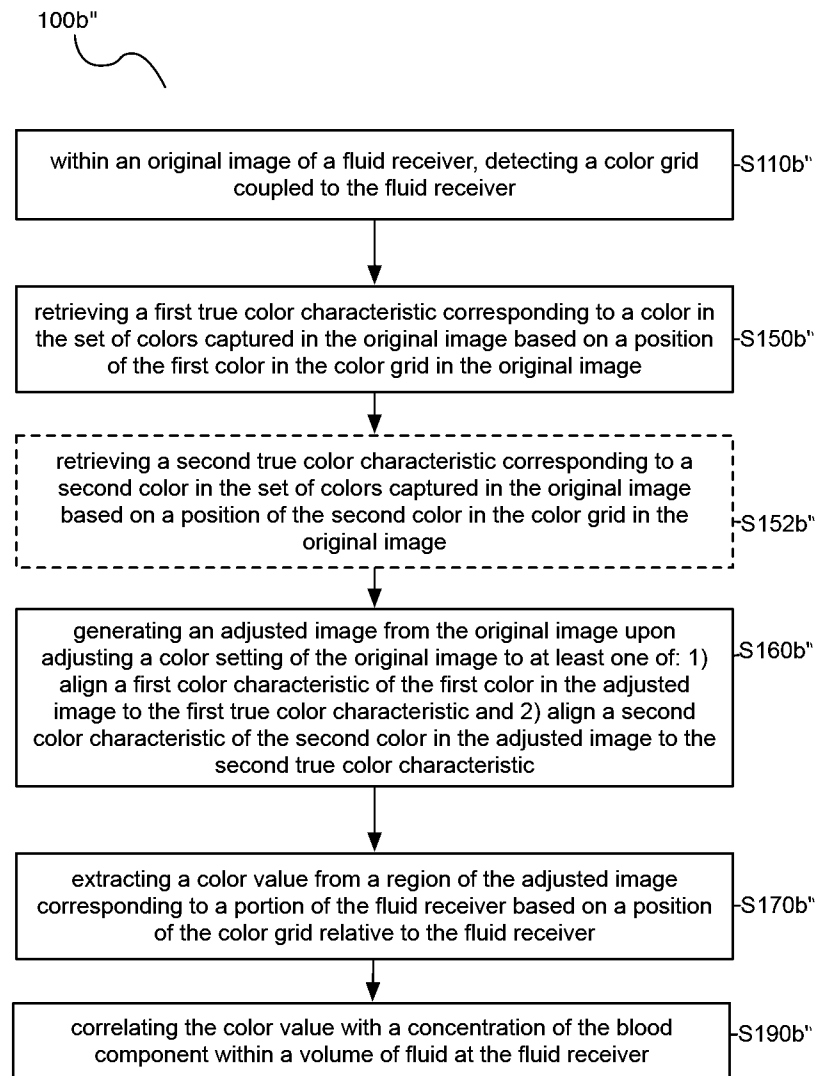 100b"
within an original image of a fluid receiver, detecting a color grid
coupled to the fluid receiver
S110b"
retrieving a first true color characteristic corresponding to a color in
the set of colors captured in the original image based on a position
of the first color in the color grid in the original image
S150b"
retrieving a second true color characteristic corresponding to a
second color in the set of colors captured in the original image
based on a position of the second color in the color grid in the
original image
S152b"
generating an adjusted image from the original image upon
adjusting a color setting of the original image to at least one of: 1)
align a first color characteristic of the first color in the adjusted
image to the first true color characteristic and 2) align a second
color characteristic of the second color in the adjusted image to the
second true color characteristic
S160b"
extracting a color value from a region of the adjusted image
corresponding to a portion of the fluid receiver based on a position
of the color grid relative to the fluid receiver
S170b"
correlating the color value with a concentration of the blood
component within a volume of fluid at the fluid receiver
S190b"